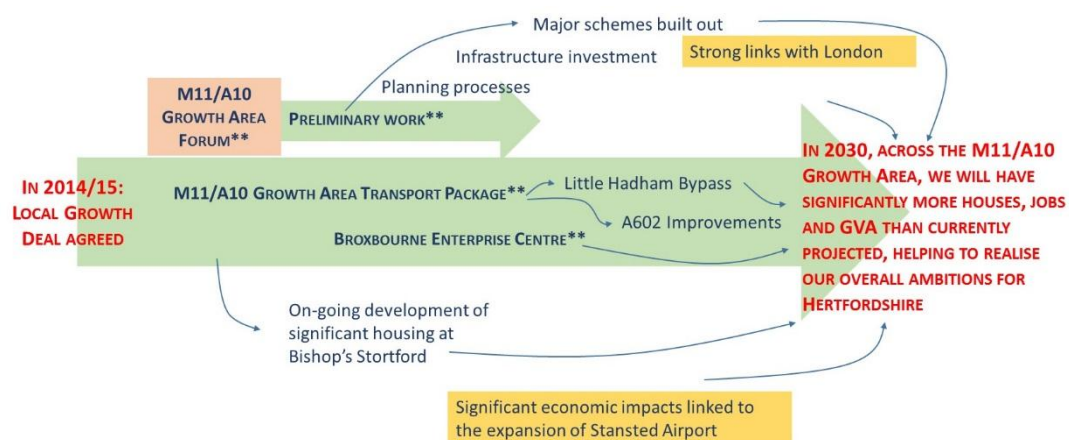 Major schemes built out
Infrastructure investment
Strong links with London
Planning processes
M11/A10
GROWTH AREA
FORUM**
PRELIMINARY WORK**
IN 2014/15:
LOCAL GROWTH
DEAL AGREED
M11/A10 GROWTH AREA TRANSPORT PACKAGE**
Little Hadham Bypass
A602 Improvements
BROXBOURNE ENTERPRISE CENTRE**
IN 2030, ACROSS THE M11/A10
GROWTH AREA, WE WILL HAVE
SIGNIFICANTLY MORE HOUSES, JOBS
AND GVA THAN CURRENTLY
PROJECTED, HELPING TO REALISE
OUR OVERALL AMBITIONS FOR
HERTFORDSHIRE
On-going development of
significant housing at
Bishop's Stortford
Significant economic impacts linked to
the expansion of Stansted Airport